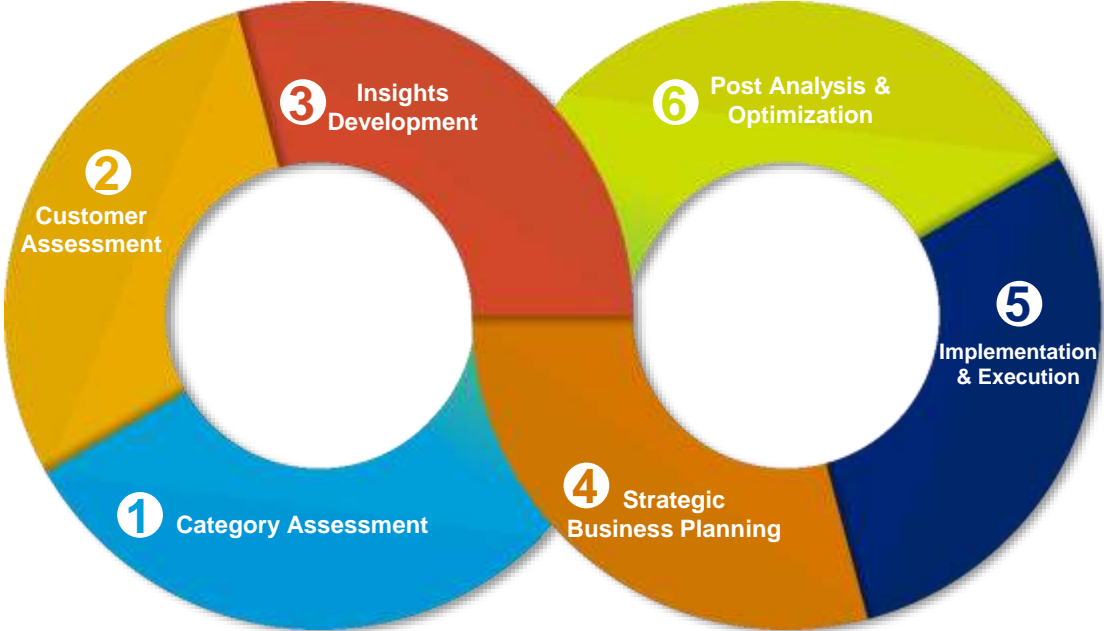 1 Category Assessment
2
Customer
Assessment
3 Insights
Development
4 Strategic
Business Planning
5
Implementation
& Execution
6 Post Analysis &
Optimization